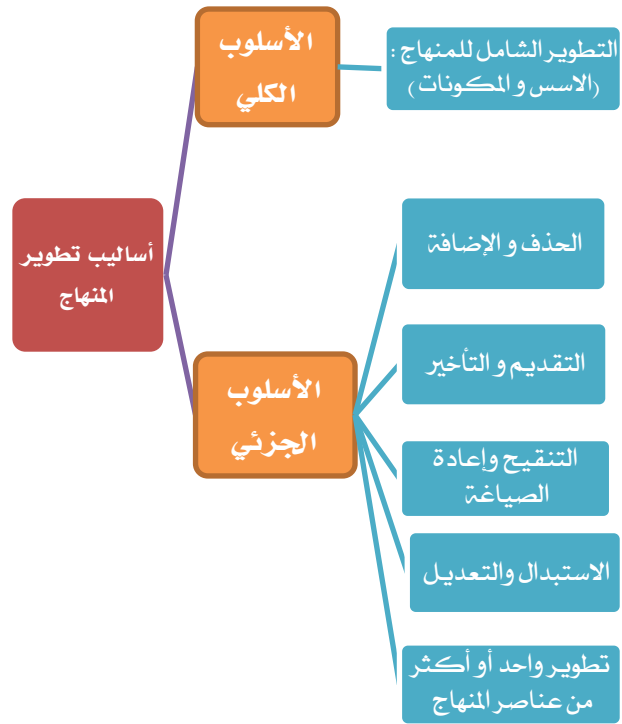 أساليب تطوير
المنهاج
الأسلوب
الكلي
التطوير الشامل للمنهاج :
(الاسس و المكونات)
الأسلوب
الجزئي
الحذف و الإضافة
التقديم و التأخير
التنقيح وإعادة
الصياغة
الاستبدال والتعديل
تطوير واحد أو أكثر
من عناصر المنهاج